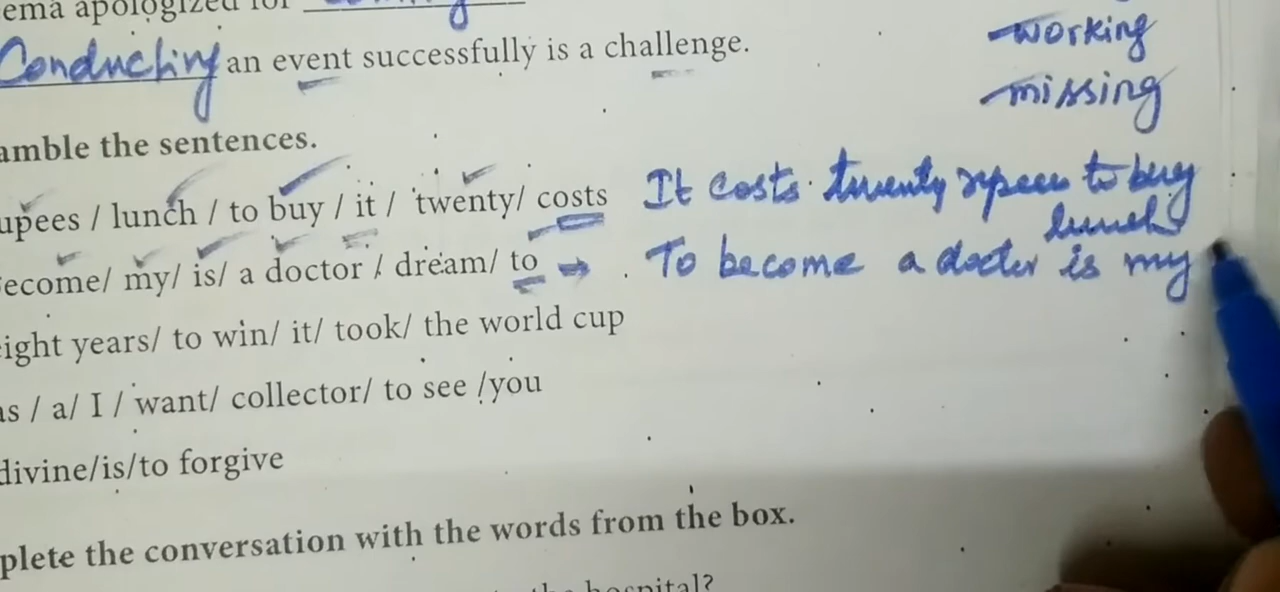 ema apologized for
Conducting an event successfully is a challenge.
working
missing
amble the sentences.
upees / lunch / to buy / it / twenty/ costs It costs twenty rupees to buy
lunch
ecome/ my/ is/ a doctor / dream/ to To become a doctor is my
ight years/ to win/ it/ took/ the world cup
as / a/ I / want/ collector/ to see /you
divine/is/to forgive
plete the conversation with the words from the box.
the hospital?